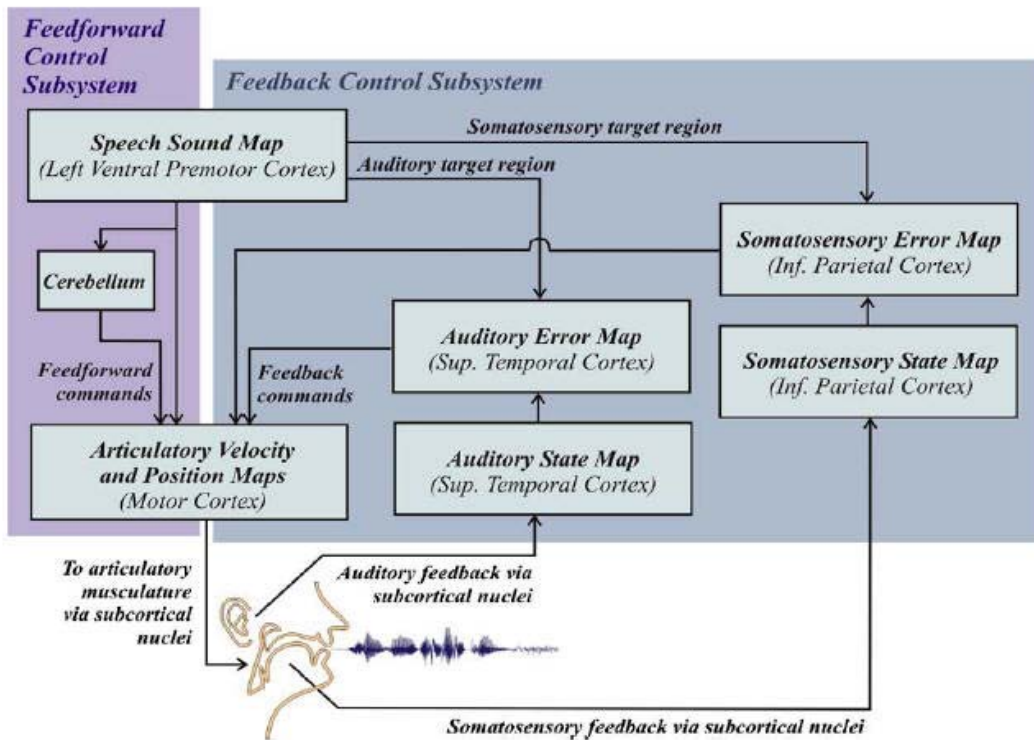 Feedforward
Control
Subsystem
Feedback Control Subsystem
Speech Sound Map
(Left Ventral Premotor Cortex)
Somatosensory target region
Auditory target region
Cerebellum
Somatosensory Error Map
(Inf. Parietal Cortex)
Auditory Error Map
(Sup. Temporal Cortex)
Somatosensory State Map
(Inf. Parietal Cortex)
Feedforward
commands
Feedback
commands
Articulatory Velocity
and Position Maps
(Motor Cortex)
Auditory State Map
(Sup. Temporal Cortex)
To articulatory
musculature
via subcortical
nuclei
Auditory feedback via
subcortical nuclei
Somatosensory feedback via subcortical nuclei